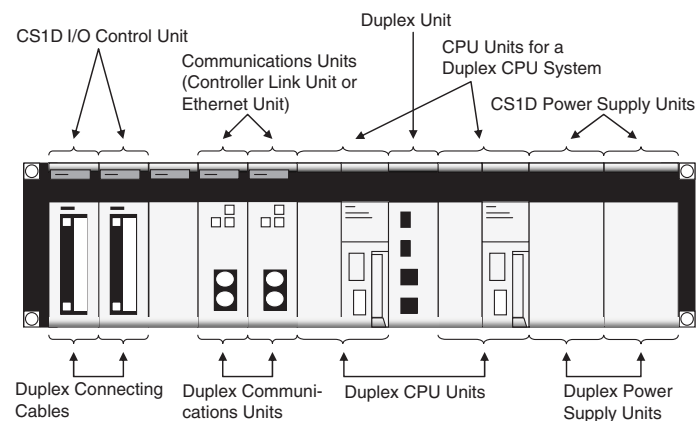 Duplex Unit
CS1D I/O Control Unit
Communications Units
(Controller Link Unit or
Ethernet Unit)
CPU Units for a
Duplex CPU System
CS1D Power Supply Units
Duplex Connecting
Cables
Duplex Communi-
cations Units
Duplex CPU Units
Duplex Power
Supply Units